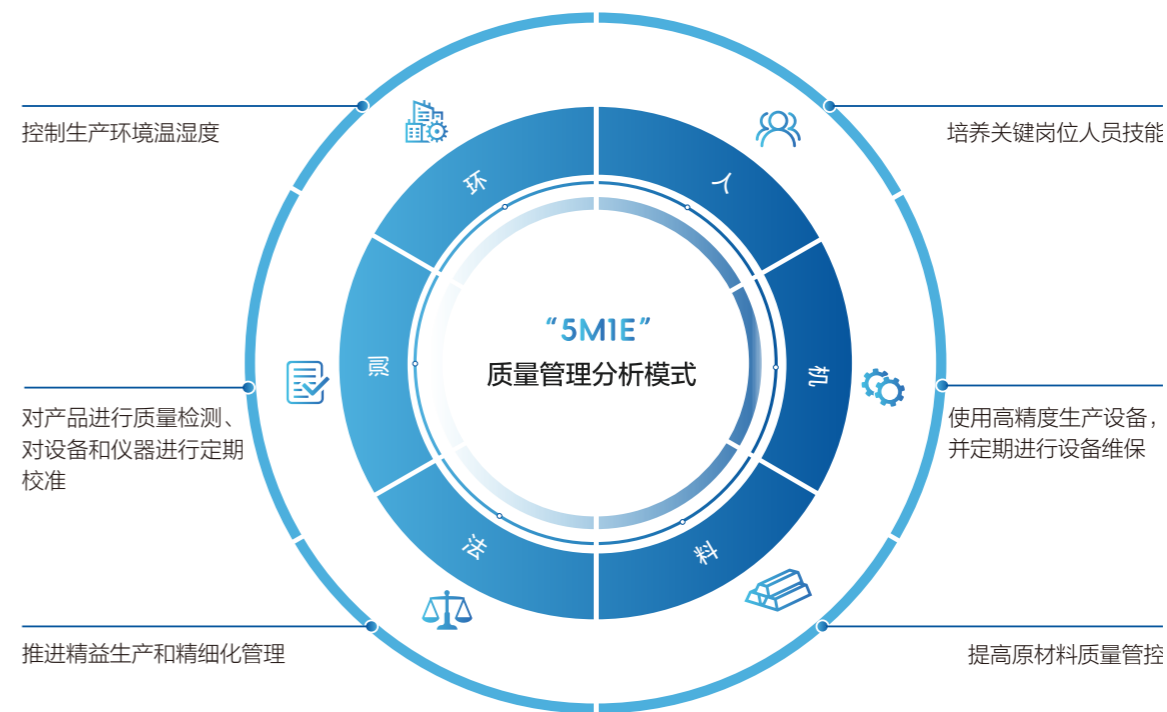 控制生产环境温湿度
培养关键岗位人员技能
环
人
“5M1E”
质量管理分析模式
测
机
对产品进行质量检测、
对设备和仪器进行定期
校准
使用高精度生产设备，
并定期进行设备维保
法
料
推进精益生产和精细化管理
提高原材料质量管控